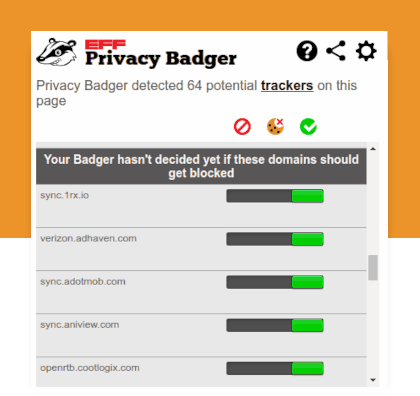 EFF
Privacy Badger
Privacy Badger detected 64 potential trackers on this
page
Your Badger hasn't decided yet if these domains should
get blocked
sync.1rx.io
verizon.adhaven.com
sync.adotmob.com
sync.aniview.com
openrtb.cootlogix.com